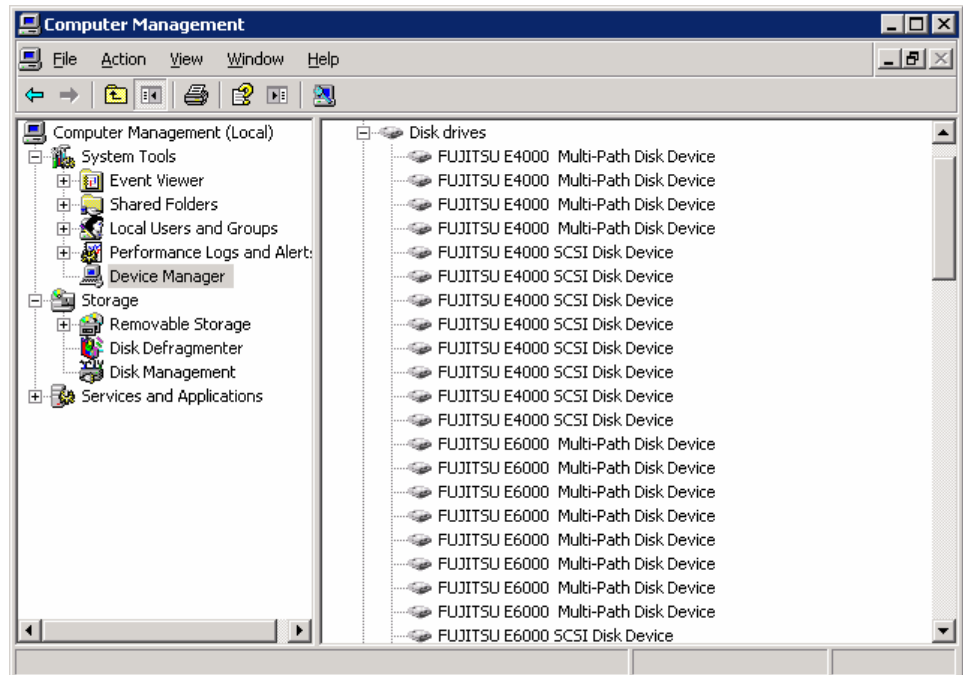 Computer Management
File Action View Window Help
Computer Management (Local)
System Tools
Event Viewer
Shared Folders
Local Users and Groups
Performance Logs and Alert:
Device Manager
Storage
Removable Storage
Disk Defragmenter
Disk Management
Services and Applications
Disk drives
FUJITSU E4000 Multi-Path Disk Device
FUJITSU E4000 Multi-Path Disk Device
FUJITSU E4000 Multi-Path Disk Device
FUJITSU E4000 Multi-Path Disk Device
FUJITSU E4000 SCSI Disk Device
FUJITSU E4000 SCSI Disk Device
FUJITSU E4000 SCSI Disk Device
FUJITSU E4000 SCSI Disk Device
FUJITSU E4000 SCSI Disk Device
FUJITSU E4000 SCSI Disk Device
FUJITSU E4000 SCSI Disk Device
FUJITSU E4000 SCSI Disk Device
FUJITSU E6000 Multi-Path Disk Device
FUJITSU E6000 Multi-Path Disk Device
FUJITSU E6000 Multi-Path Disk Device
FUJITSU E6000 Multi-Path Disk Device
FUJITSU E6000 Multi-Path Disk Device
FUJITSU E6000 Multi-Path Disk Device
FUJITSU E6000 Multi-Path Disk Device
FUJITSU E6000 Multi-Path Disk Device
FUJITSU E6000 SCSI Disk Device